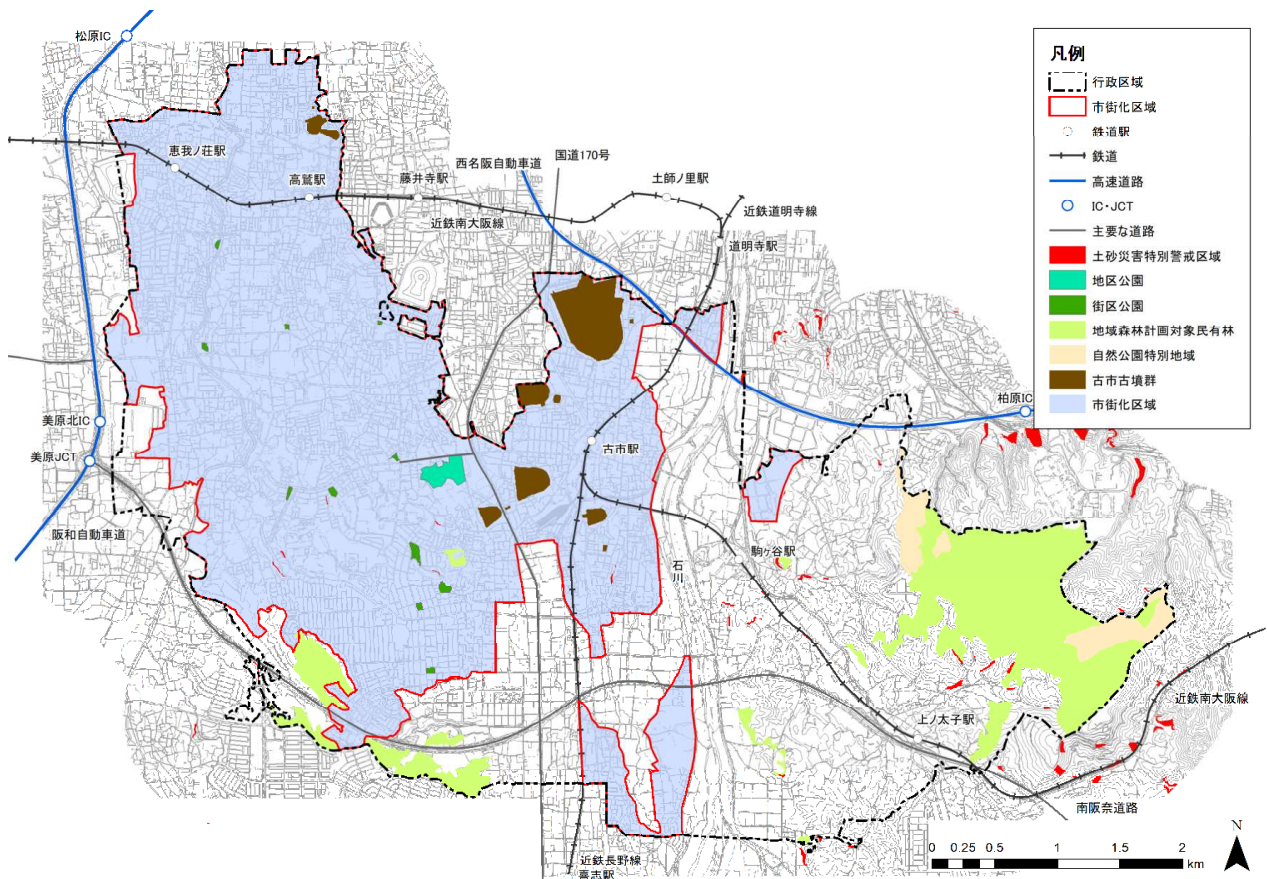 松原IC
恵我ノ荘駅
高鷲駅
藤井寺駅
国道170号
西名阪自動車道
土師ノ里駅
近鉄南大阪線
近鉄道明寺線
道明寺駅
柏原IC
美原北IC
美原JCT
古市駅
阪和自動車道
駒ヶ谷駅
石川
上ノ太子駅
近鉄南大阪線
南阪奈道路
近鉄長野線
喜志駅
凡例
行政区域
市街化区域
鉄道駅
鉄道
高速道路
IC・JCT
主要な道路
土砂災害特別警戒区域
地区公園
街区公園
地域森林計画対象民有林
自然公園特別地域
古市古墳群
市街化区域
N
0 0.25 0.5 1 1.5 2
km